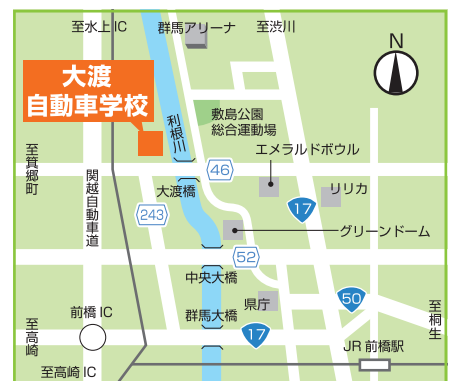 至水上IC
群馬アリーナ
至渋川
N
大渡
自動車学校
利根川
敷島公園
総合運動場
エメラルドボウル
至箕郷町
関越自動車道
46
大渡橋
リリカ
17
243
グリーンドーム
52
中央大橋
県庁
50
前橋IC
群馬大橋
17
至桐生
至高崎
JR前橋駅
至高崎IC